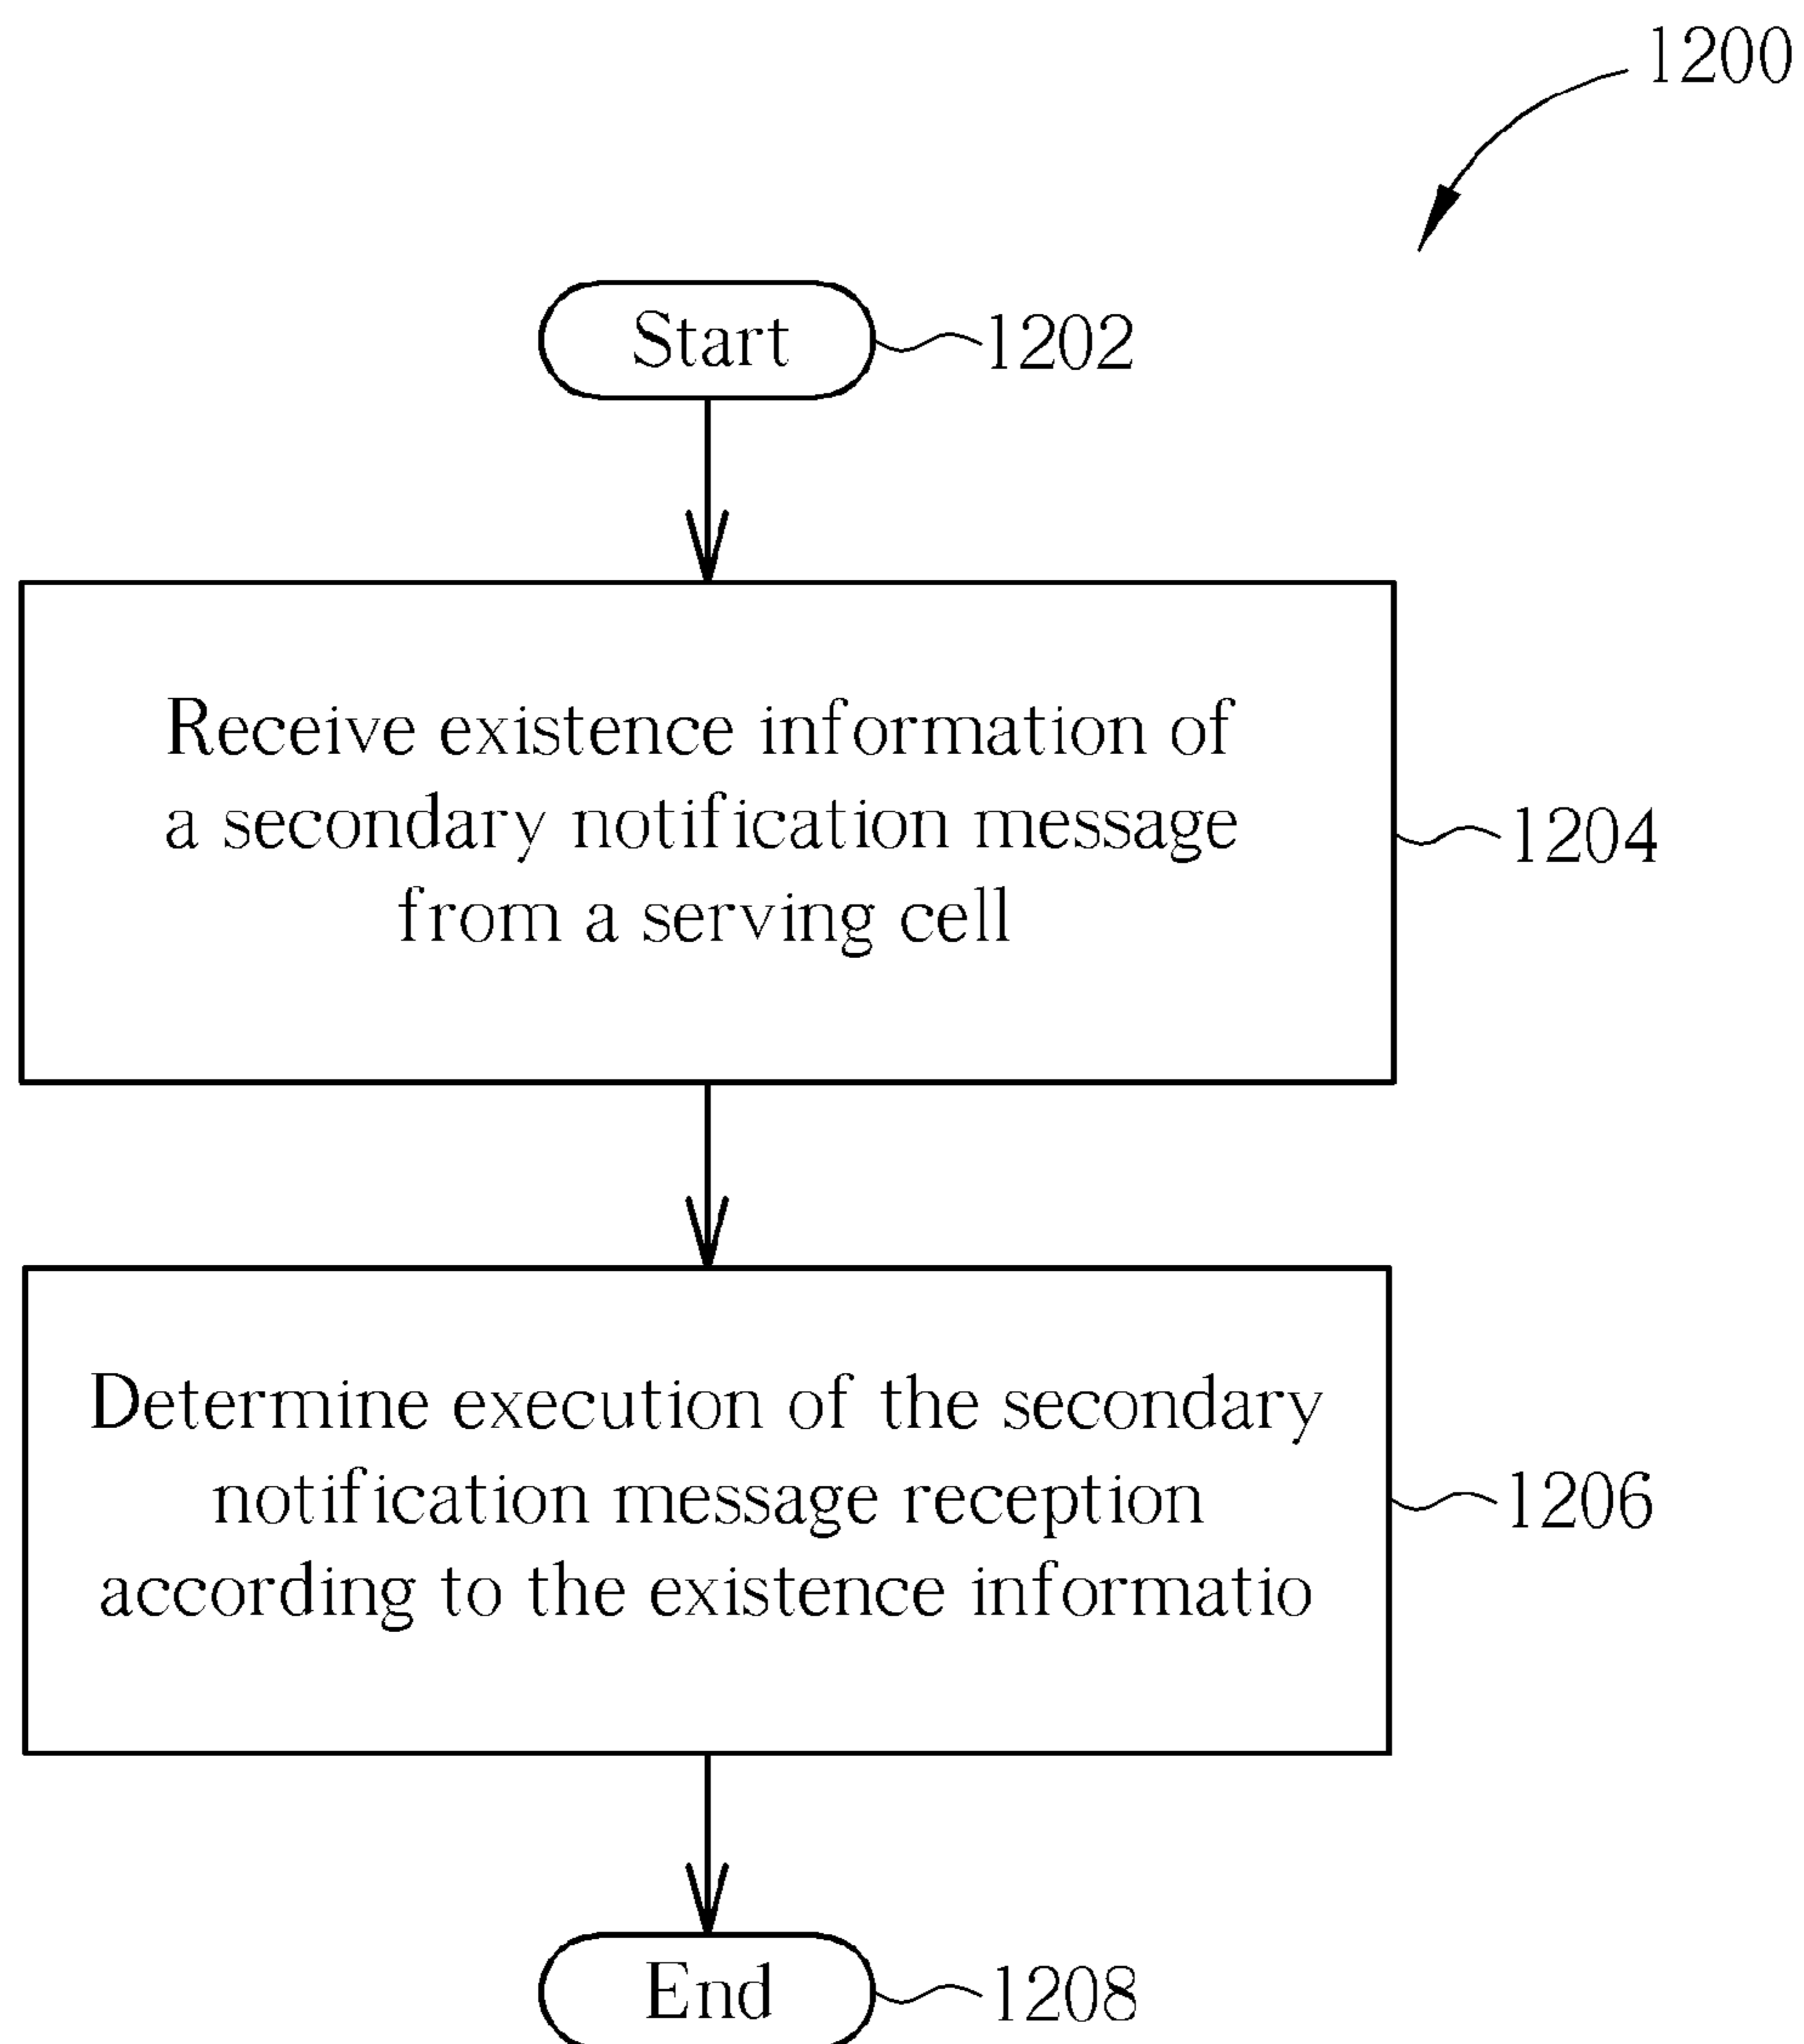 1200
Start
1202
Receive existence information of
a secondary notification message
from a serving cell
1204
Determine execution of the secondary
notification message reception
according to the existence informatio
1206
End
1208